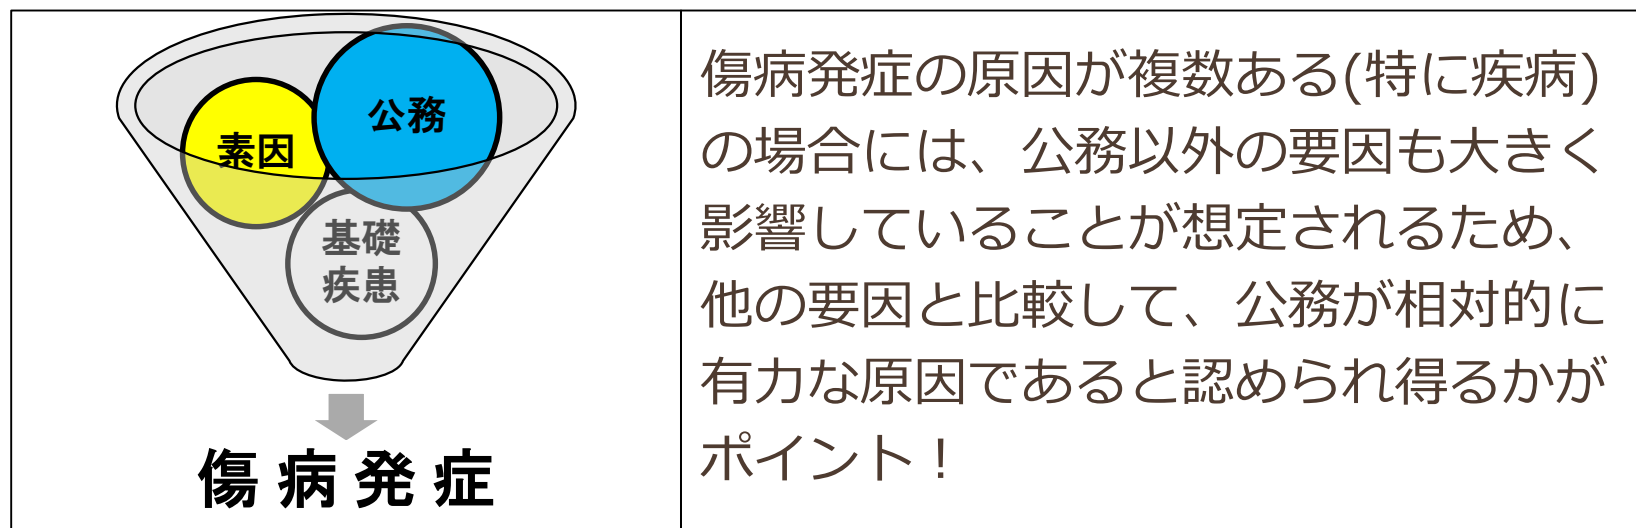 素因
公務
基礎
疾患
傷病発症
傷病発症の原因が複数ある(特に疾病)
の場合には、公務以外の要因も大きく
影響していることが想定されるため、
他の要因と比較して、公務が相対的に
有力な原因であると認められ得るかが
ポイント！